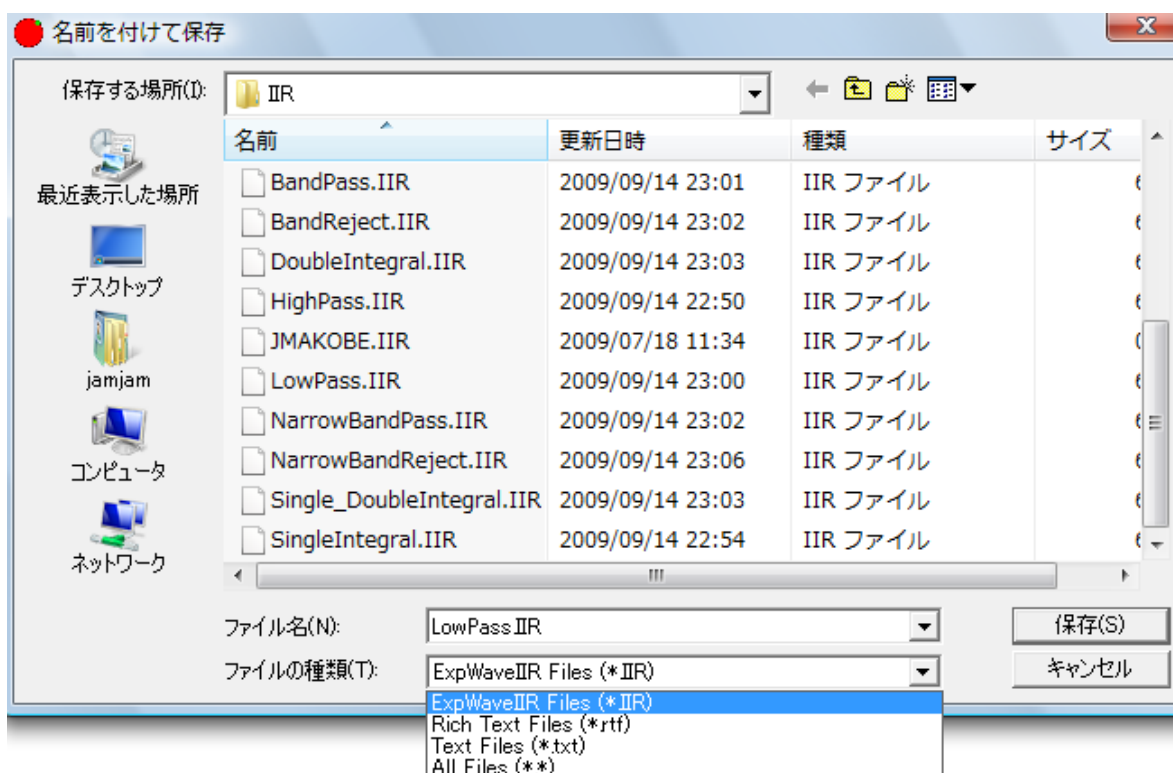 名前を付けて保存
保存する場所(I):
IIR
名前 更新日時 種類 サイズ
BandPass.IIR 2009/09/14 23:01 IIR ファイル
BandReject.IIR 2009/09/14 23:02 IIR ファイル
DoubleIntegral.IIR 2009/09/14 23:03 IIR ファイル
HighPass.IIR 2009/09/14 22:50 IIR ファイル
JMAKOBE.IIR 2009/07/18 11:34 IIR ファイル
LowPass.IIR 2009/09/14 23:00 IIR ファイル
NarrowBandPass.IIR 2009/09/14 23:02 IIR ファイル
NarrowBandReject.IIR 2009/09/14 23:06 IIR ファイル
Single_DoubleIntegral.IIR 2009/09/14 23:03 IIR ファイル
SingleIntegral.IIR 2009/09/14 22:54 IIR ファイル
最近表示した場所
デスクトップ
jamjam
コンピュータ
ネットワーク
ファイル名(N): LowPass.IIR 保存(S)
ファイルの種類(T): ExpWaveIIR Files (*.IIR) キャンセル
ExpWaveIIR Files (*.IIR)
Rich Text Files (*.rtf)
Text Files (*.txt)
All Files (*.*)